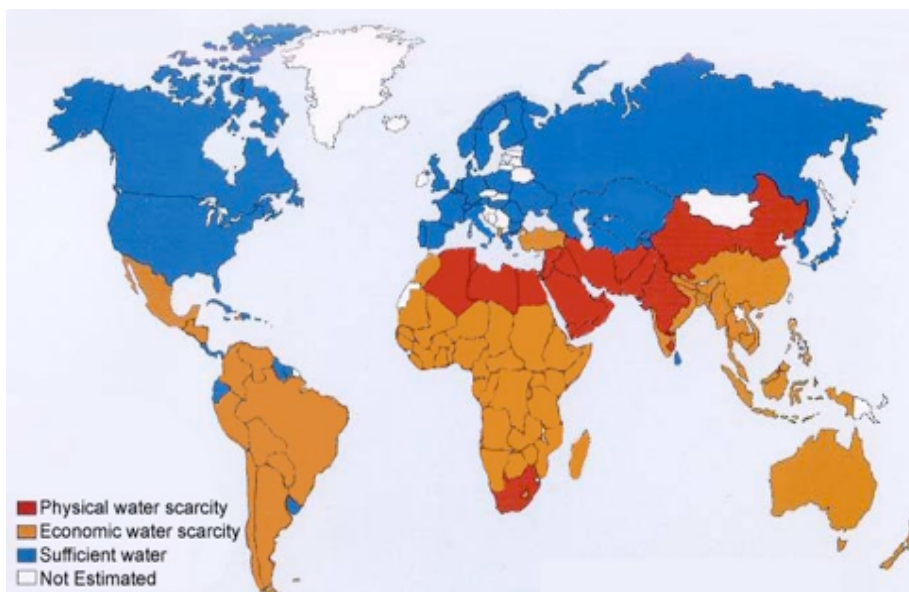 Physical water scarcity
Economic water scarcity
Sufficient water
Not Estimated